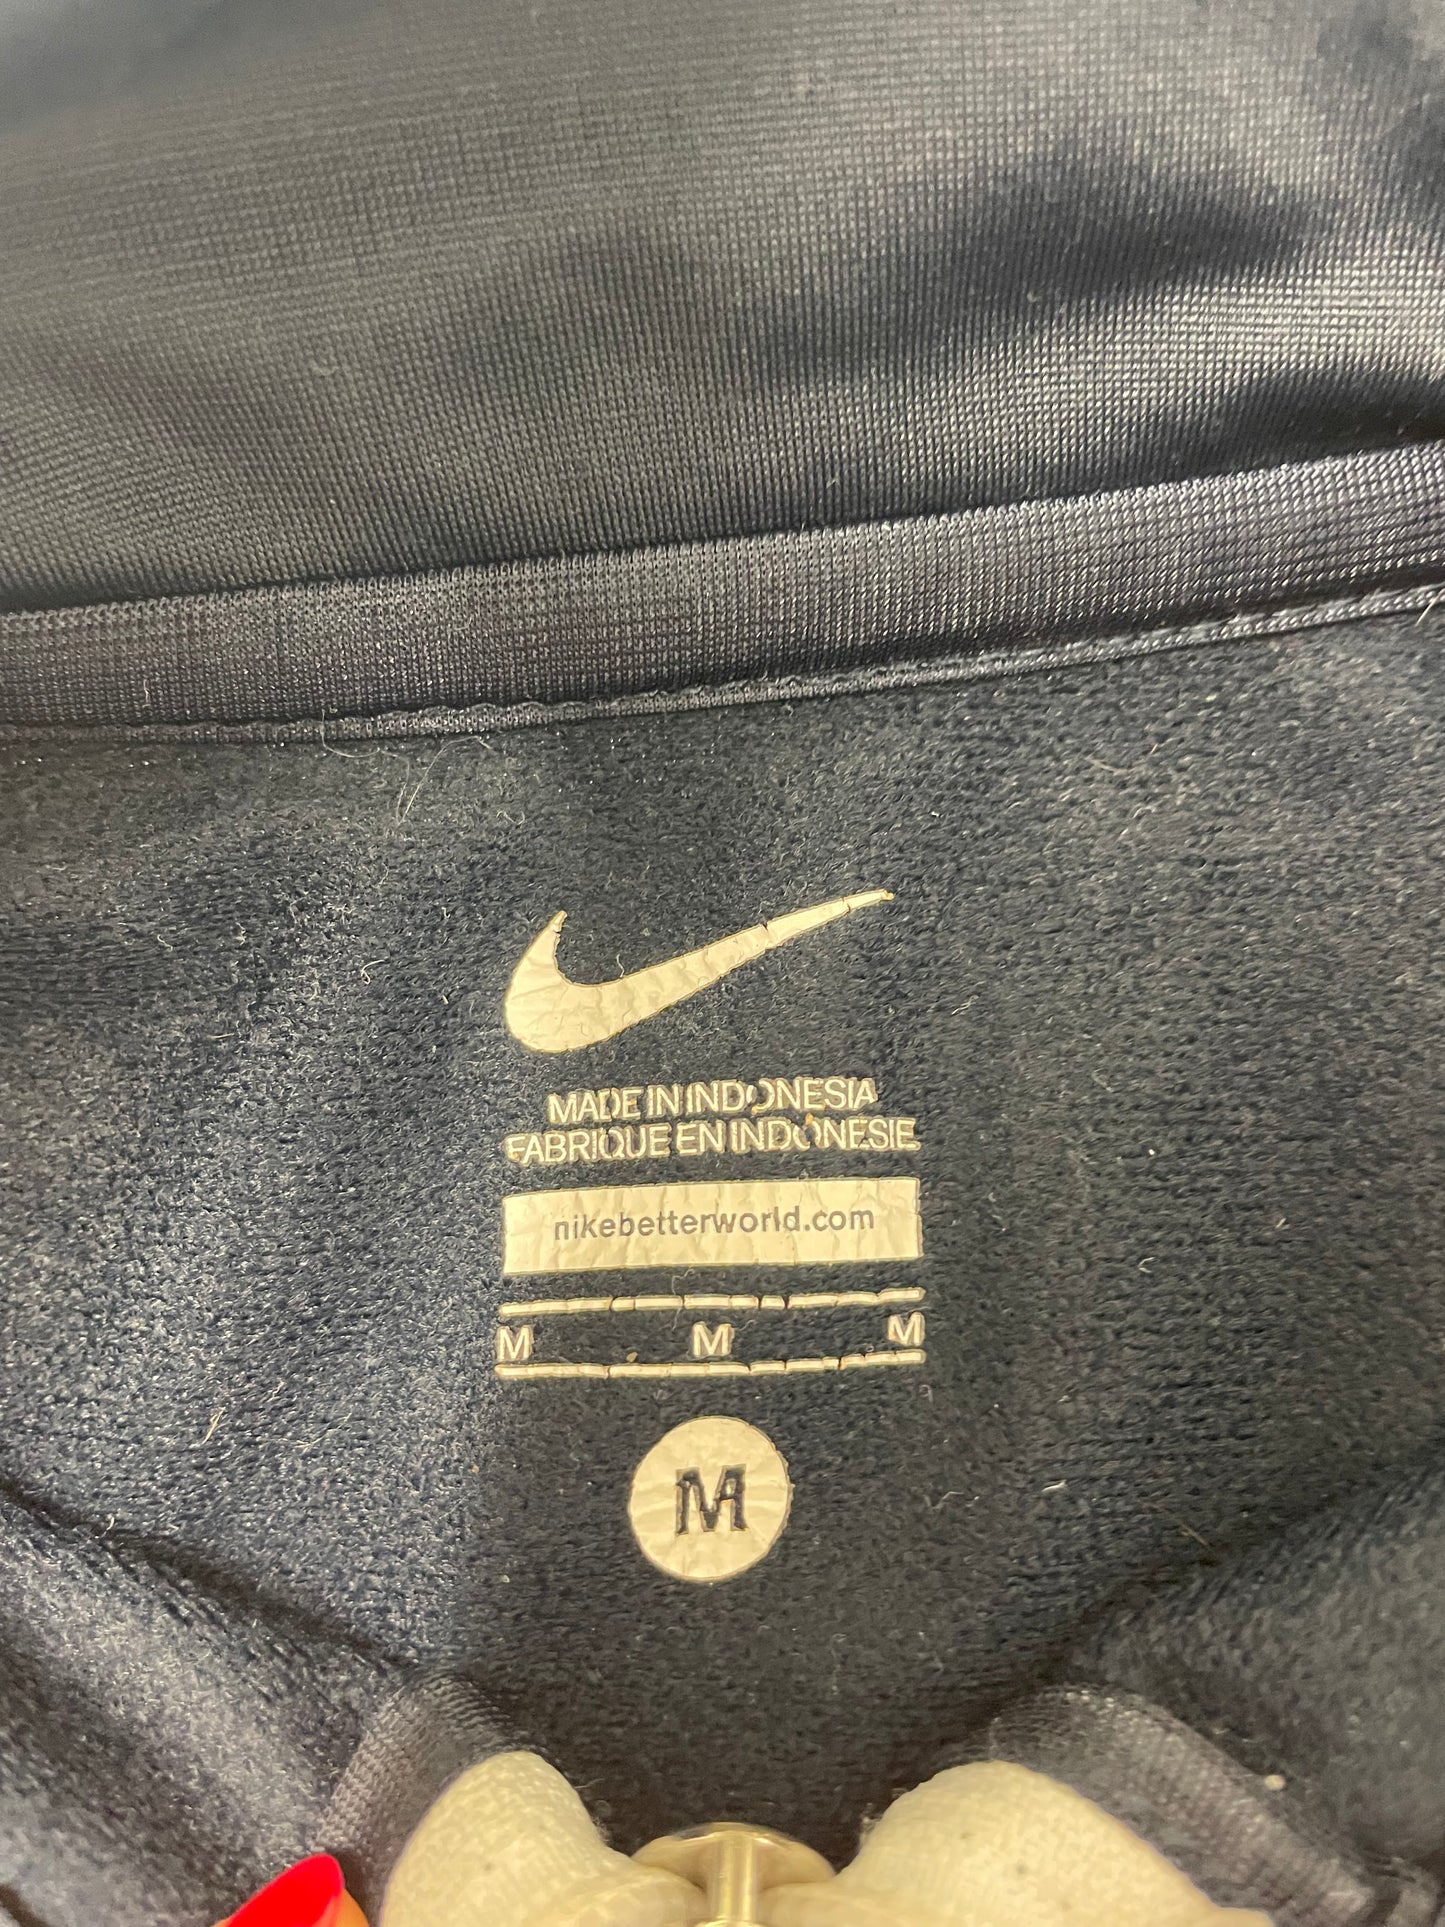 MADE IN INDONESIA
FABRIQUE EN INDONESIE
nikebetterworld.com
M M M
M